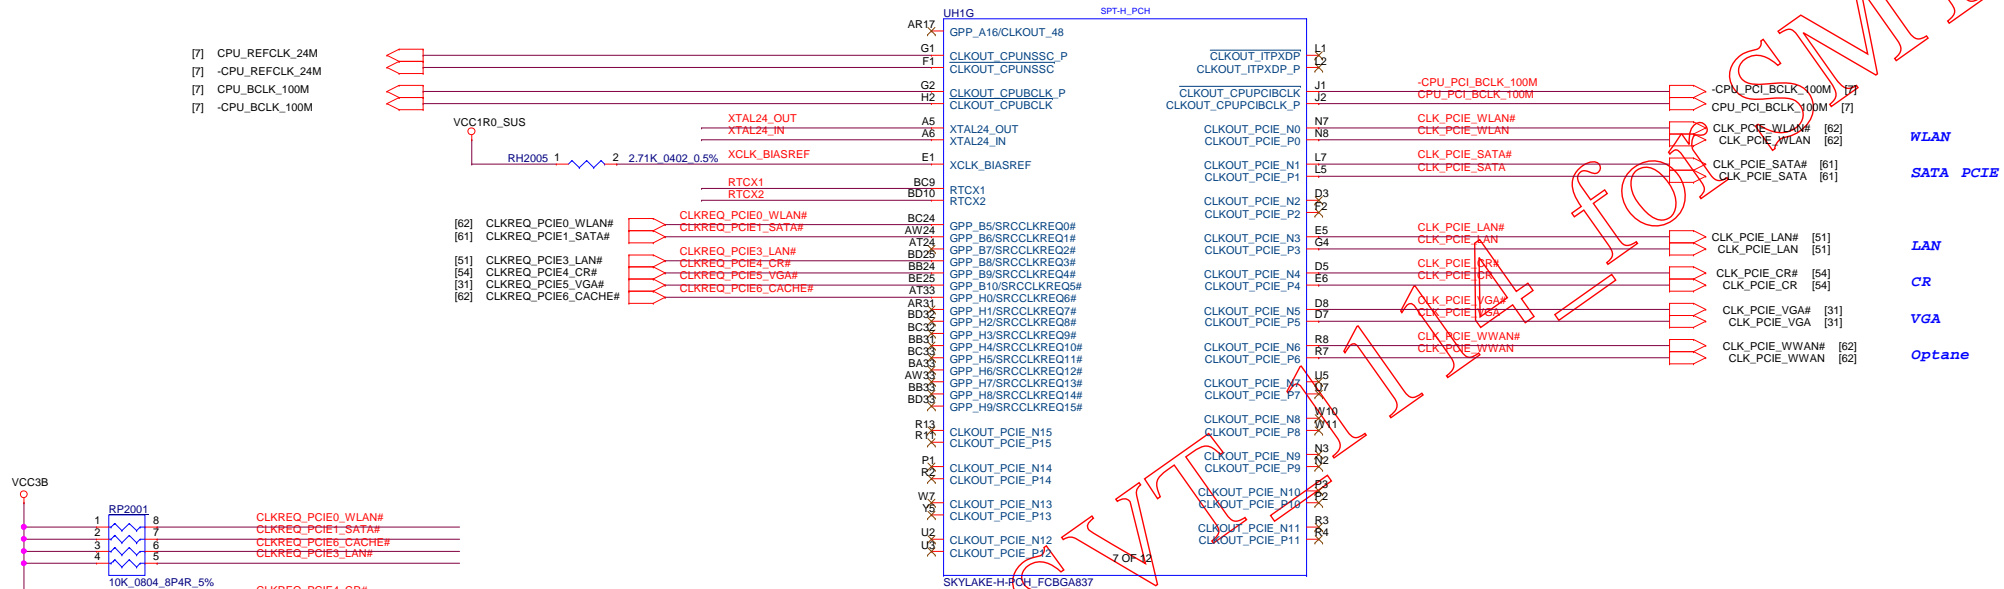 UH1G
SPT-H_PCH
AR17 GPP_A16/CLKOUT_48
[7] CPU_REFCLK_24M G1 CLKOUT_CPUNSSC_P CLKOUT_ITPXDP L1
[7] -CPU_REFCLK_24M F1 CLKOUT_CPUNSSC CLKOUT_ITPXDP_P L2
[7] CPU_BCLK_100M G2 CLKOUT_CPUBCLK_P CLKOUT_CPUPCIBCLK J1 -CPU_PCI_BCLK_100M -CPU_PCI_BCLK_100M [7]
[7] -CPU_BCLK_100M H2 CLKOUT_CPUBCLK CLKOUT_CPUPCIBCLK_P J2 CPU_PCI_BCLK_100M CPU_PCI_BCLK_100M [7]
VCC1R0_SUS
XTAL24_OUT A5 XTAL24_OUT CLKOUT_PCIE_N0 N7 CLK_PCIE_WLAN# CLK_PCIE_WLAN# [62]
XTAL24_IN A6 XTAL24_IN CLKOUT_PCIE_P0 N8 CLK_PCIE_WLAN CLK_PCIE_WLAN [62]
WLAN
RH2005 1 2 2.71K_0402_0.5% XCLK_BIASREF E1 XCLK_BIASREF CLKOUT_PCIE_N1 L7 CLK_PCIE_SATA# CLK_PCIE_SATA# [61]
CLKOUT_PCIE_P1 L5 CLK_PCIE_SATA CLK_PCIE_SATA [61]
SATA PCIE
RTCX1 BC9 RTCX1 CLKOUT_PCIE_N2 D3
RTCX2 BD10 RTCX2 CLKOUT_PCIE_P2 F2
[62] CLKREQ_PCIE0_WLAN# CLKREQ_PCIE0_WLAN# BC24 GPP_B5/SRCCLKREQ0#
[61] CLKREQ_PCIE1_SATA# CLKREQ_PCIE1_SATA# AW24 GPP_B6/SRCCLKREQ1# CLKOUT_PCIE_N3 E5 CLK_PCIE_LAN# CLK_PCIE_LAN# [51]
AT24 GPP_B7/SRCCLKREQ2# CLKOUT_PCIE_P3 G4 CLK_PCIE_LAN CLK_PCIE_LAN [51]
LAN
[51] CLKREQ_PCIE3_LAN# CLKREQ_PCIE3_LAN# BD25 GPP_B8/SRCCLKREQ3#
[54] CLKREQ_PCIE4_CR# CLKREQ_PCIE4_CR# BB24 GPP_B9/SRCCLKREQ4# CLKOUT_PCIE_N4 D5 CLK_PCIE_CR# CLK_PCIE_CR# [54]
[31] CLKREQ_PCIE5_VGA# CLKREQ_PCIE5_VGA# BE25 GPP_B10/SRCCLKREQ5# CLKOUT_PCIE_P4 E6 CLK_PCIE_CR CLK_PCIE_CR [54]
CR
[62] CLKREQ_PCIE6_CACHE# CLKREQ_PCIE6_CACHE# AT33 GPP_H0/SRCCLKREQ6#
AR31 GPP_H1/SRCCLKREQ7# CLKOUT_PCIE_N5 D8 CLK_PCIE_VGA# CLK_PCIE_VGA# [31]
BD32 GPP_H2/SRCCLKREQ8# CLKOUT_PCIE_P5 D7 CLK_PCIE_VGA CLK_PCIE_VGA [31]
VGA
BC32 GPP_H3/SRCCLKREQ9#
BB31 GPP_H4/SRCCLKREQ10# CLKOUT_PCIE_N6 R8 CLK_PCIE_WWAN# CLK_PCIE_WWAN# [62]
BC33 GPP_H5/SRCCLKREQ11# CLKOUT_PCIE_P6 R7 CLK_PCIE_WWAN CLK_PCIE_WWAN [62]
Optane
BA33 GPP_H6/SRCCLKREQ12#
AW33 GPP_H7/SRCCLKREQ13# CLKOUT_PCIE_N7 U5
BB33 GPP_H8/SRCCLKREQ14# CLKOUT_PCIE_P7 U7
BD33 GPP_H9/SRCCLKREQ15#
CLKOUT_PCIE_N8 W10
R13 CLKOUT_PCIE_N15 CLKOUT_PCIE_P8 W11
R11 CLKOUT_PCIE_P15
CLKOUT_PCIE_N9 N3
P1 CLKOUT_PCIE_N14 CLKOUT_PCIE_P9 N2
R2 CLKOUT_PCIE_P14
CLKOUT_PCIE_N10 P3
W7 CLKOUT_PCIE_N13 CLKOUT_PCIE_P10 P2
Y5 CLKOUT_PCIE_P13
CLKOUT_PCIE_N11 R3
U2 CLKOUT_PCIE_N12 CLKOUT_PCIE_P11 R4
U3 CLKOUT_PCIE_P12
7 OF 12
SKYLAKE-H-PCH_FCBGA837
VCC3B
RP2001
1 8 CLKREQ_PCIE0_WLAN#
2 7 CLKREQ_PCIE1_SATA#
3 6 CLKREQ_PCIE6_CACHE#
4 5 CLKREQ_PCIE3_LAN#
10K_0804_8P4R_5%